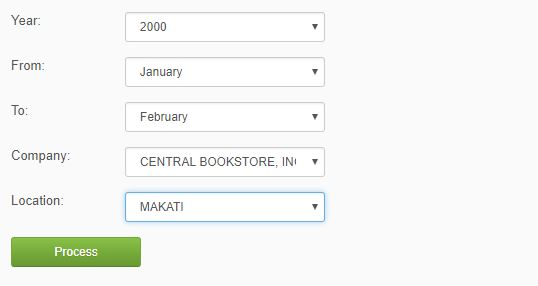 Year: 2000
From: January
To: February
Company: CENTRAL BOOKSTORE, IN
Location: MAKATI
Process